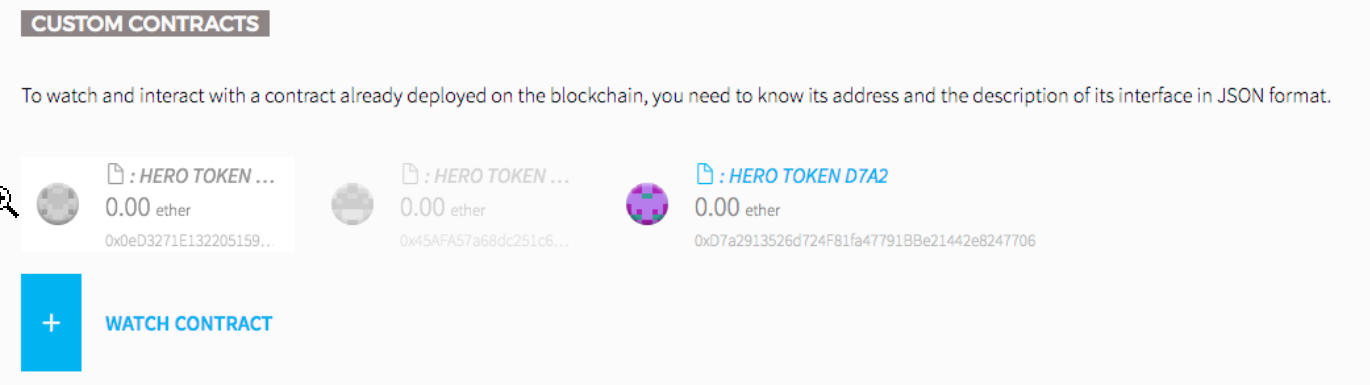 CUSTOM CONTRACTS
To watch and interact with a contract already deployed on the blockchain, you need to know its address and the description of its interface in JSON format.
: HERO TOKEN ...
0.00 ether
0x0eD3271E132205159...
: HERO TOKEN ...
0.00 ether
0x45AFA57a68dc251c6...
: HERO TOKEN D7A2
0.00 ether
0xD7a2913526d724F81fa47791BBe21442e8247706
+ WATCH CONTRACT